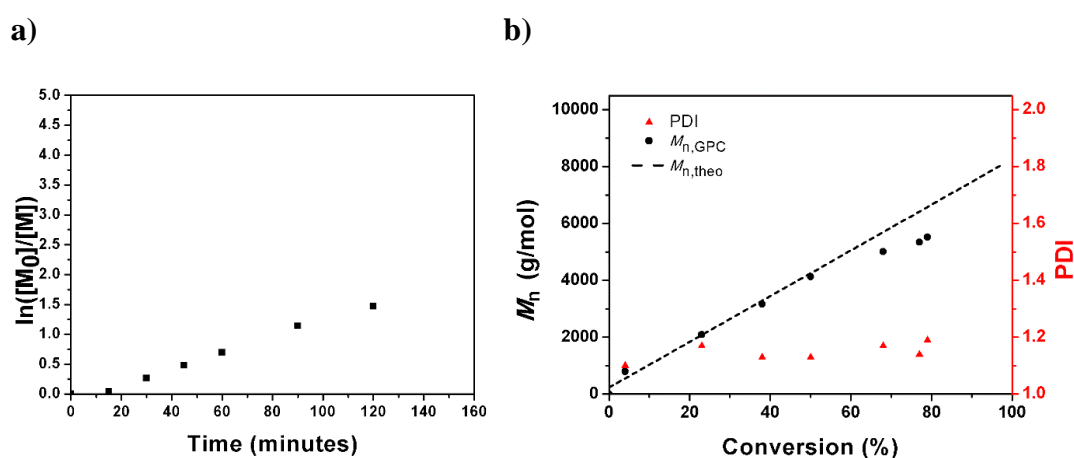 a)
b)
ln([M0]/[M])
5.0
4.5
4.0
3.5
3.0
2.5
2.0
1.5
1.0
0.5
0.0
0 20 40 60 80 100 120 140 160
Time (minutes)
Mn (g/mol)
10000
8000
6000
4000
2000
0
PDI
Mn,GPC
Mn,theo
2.0
1.8
1.6
1.4
1.2
1.0
PDI
0 20 40 60 80 100
Conversion (%)